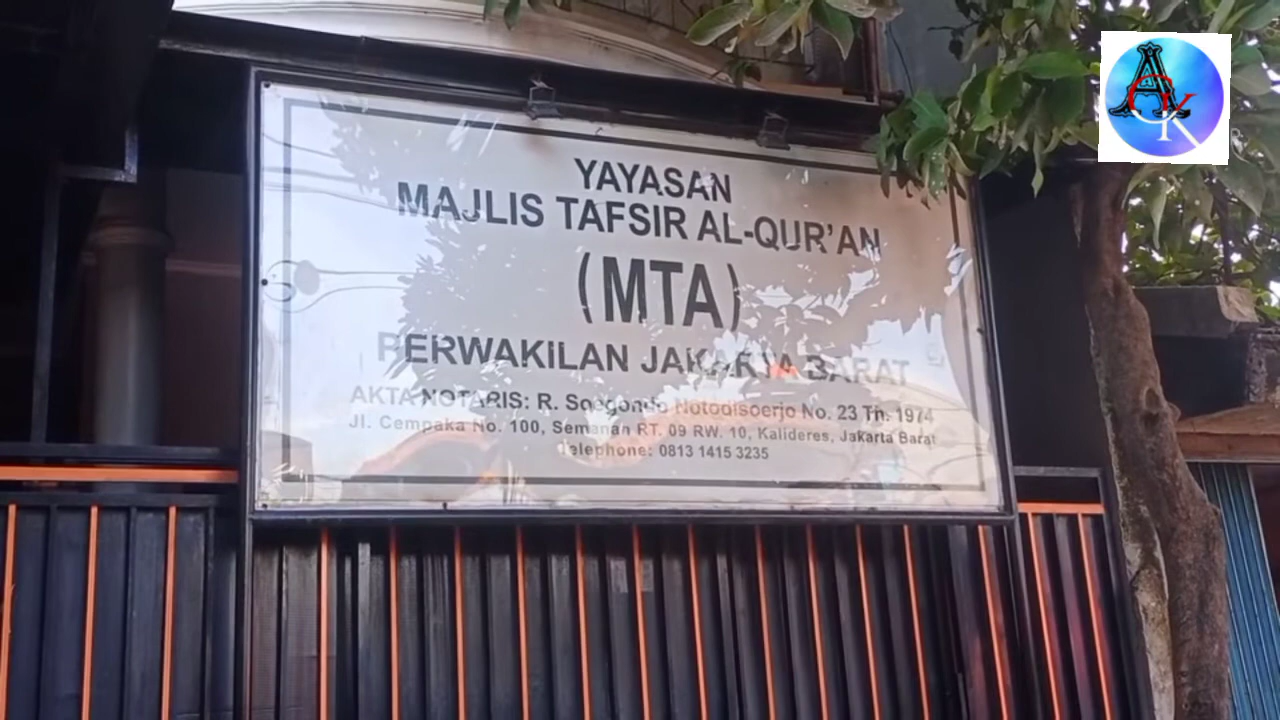 YAYASAN
MAJLIS TAFSIR AL-QUR'AN
(MTA)
PERWAKILAN JAKARTA BARAT
AKTA NOTARIS: R. Soegondo Notodisoerjo No. 23 Th. 1974
Jl. Cempaka No. 100, Semanan RT. 09 RW. 10, Kalideres, Jakarta Barat
Telephone: 0813 1415 3235